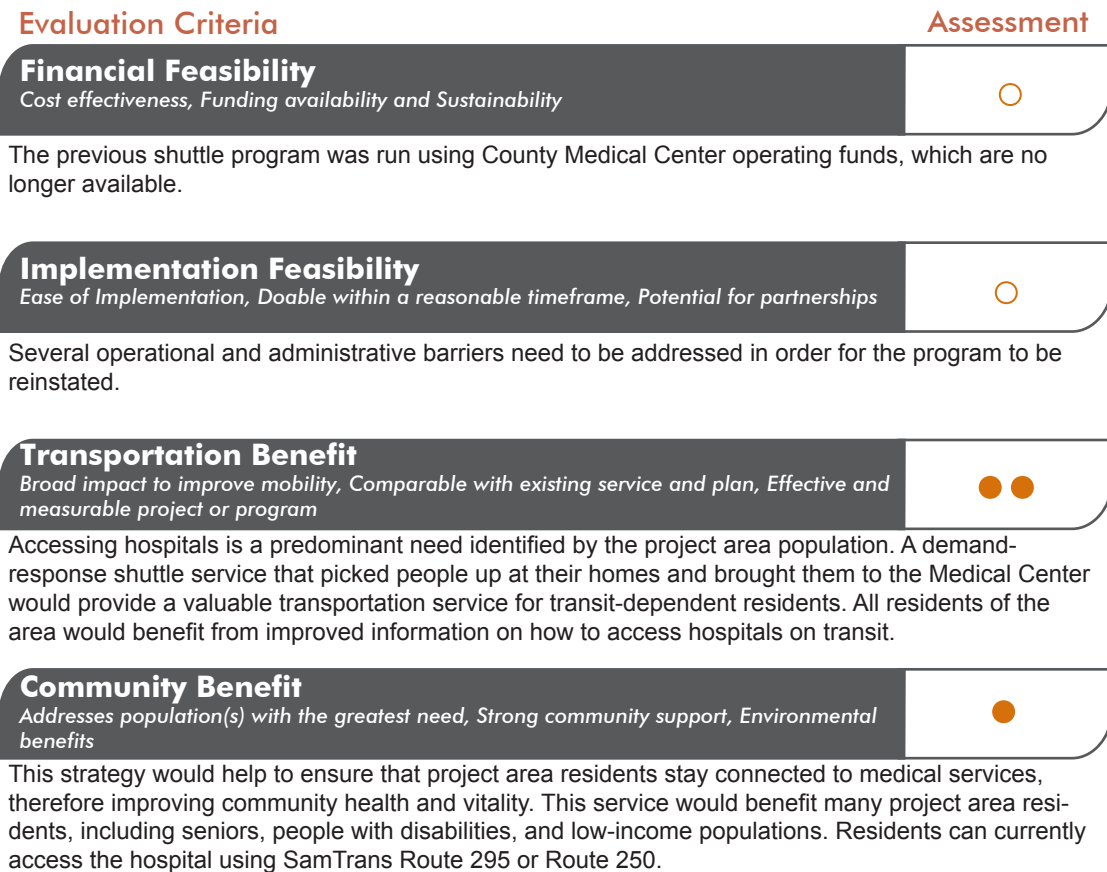 Evaluation Criteria
Assessment
Financial Feasibility
Cost effectiveness, Funding availability and Sustainability
The previous shuttle program was run using County Medical Center operating funds, which are no
longer available.
Implementation Feasibility
Ease of Implementation, Doable within a reasonable timeframe, Potential for partnerships
Several operational and administrative barriers need to be addressed in order for the program to be
reinstated.
Transportation Benefit
Broad impact to improve mobility, Comparable with existing service and plan, Effective and
measurable project or program
Accessing hospitals is a predominant need identified by the project area population. A demand-
response shuttle service that picked people up at their homes and brought them to the Medical Center
would provide a valuable transportation service for transit-dependent residents. All residents of the
area would benefit from improved information on how to access hospitals on transit.
Community Benefit
Addresses population(s) with the greatest need, Strong community support, Environmental
benefits
This strategy would help to ensure that project area residents stay connected to medical services,
therefore improving community health and vitality. This service would benefit many project area resi-
dents, including seniors, people with disabilities, and low-income populations. Residents can currently
access the hospital using SamTrans Route 295 or Route 250.